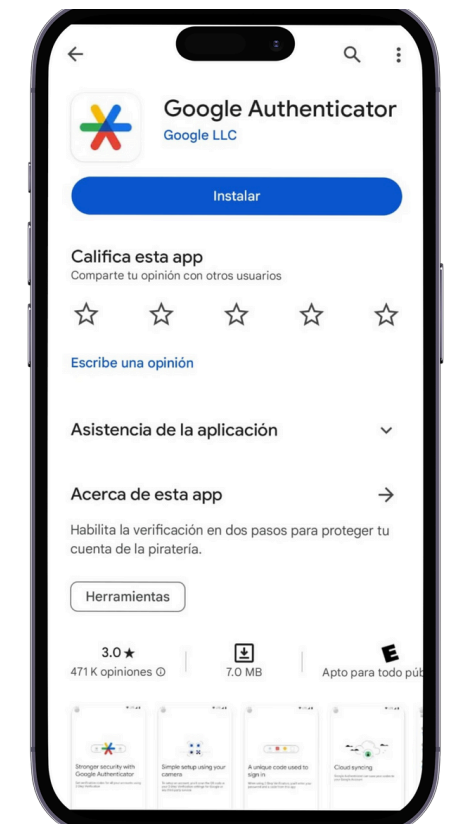 Google Authenticator
Google LLC
Instalar
Califica esta app
Comparte tu opinión con otros usuarios
Escribe una opinión
Asistencia de la aplicación
Acerca de esta app
Habilita la verificación en dos pasos para proteger tu
cuenta de la piratería.
Herramientas
3.0 ★
471 K opiniones
7.0 MB
E
Apto para todo púb
Stronger security with
Google Authenticator
Simple setup using your
camera
A unique code used to
sign in
Cloud syncing